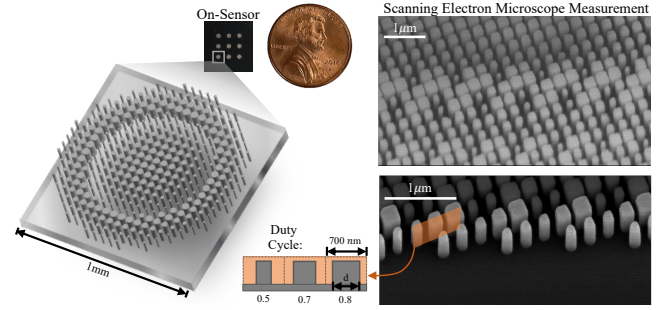 On-Sensor
Scanning Electron Microscope Measurement
1μm
1μm
1mm
Duty
Cycle:
700 nm
d
0.5
0.7
0.8